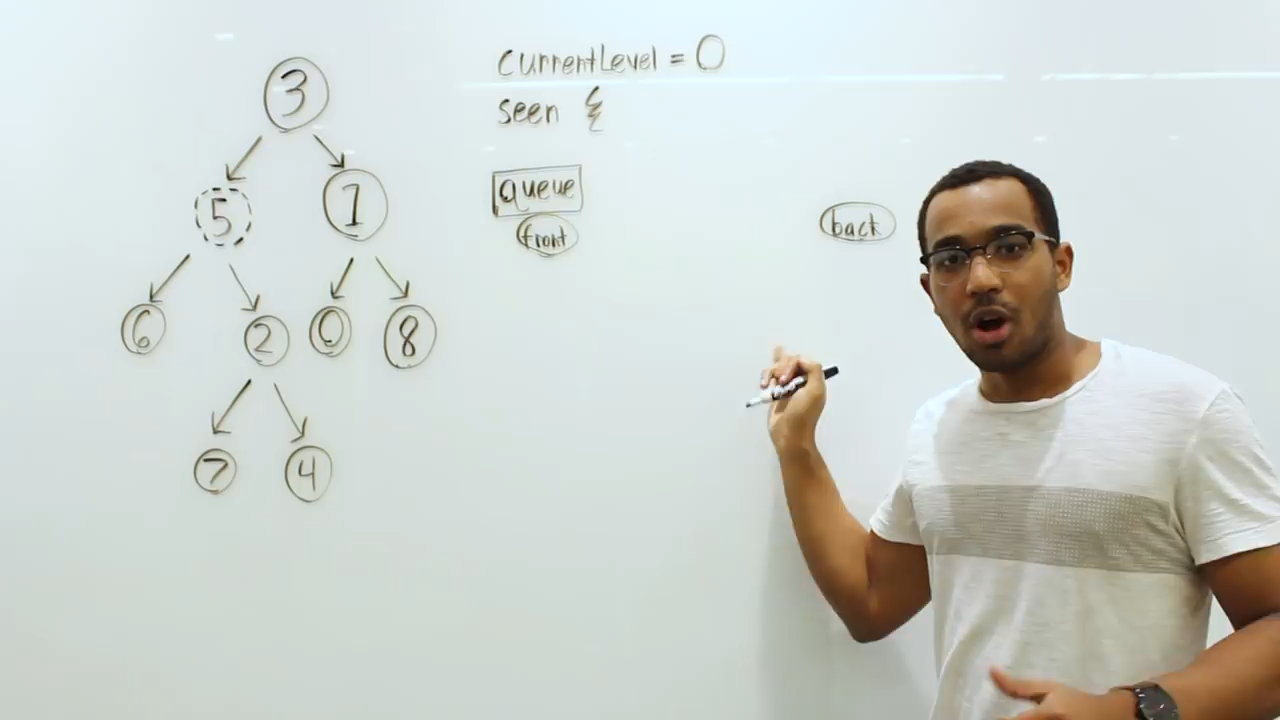 currentLevel = 0
seen {
queue
front
back
3
5 1
6 2 0 8
7 4